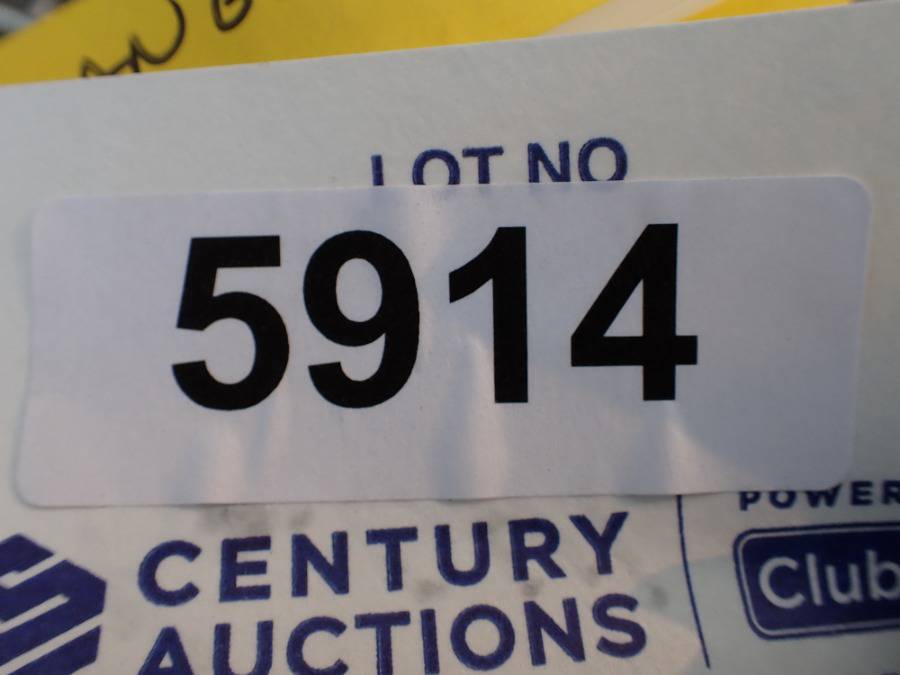 LOT NO
5914
CENTURY
AUCTIONS
POWER
Club